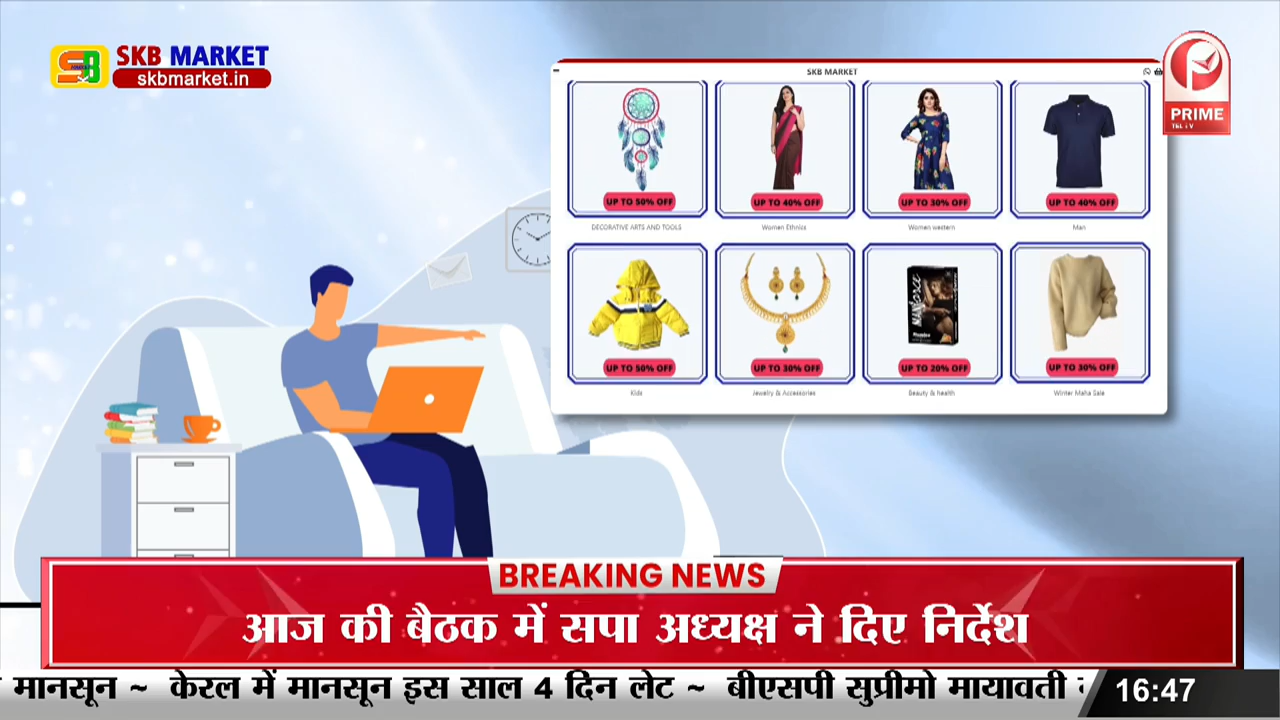 SKB MARKET
skbmarket.in
SKB MARKET
PRIME
TEL i V
UP TO 50% OFF
UP TO 40% OFF
UP TO 30% OFF
UP TO 40% OFF
DECORATIVE ARTS AND TOOLS
Women Ethnics
Women western
Man
MANFORCE
UP TO 50% OFF
UP TO 30% OFF
UP TO 20% OFF
UP TO 30% OFF
Kids
Jewelry & Accessories
Beauty & health
Winter Maha Sale
BREAKING NEWS
आज की बैठक में सपा अध्यक्ष ने दिए निर्देश
मानसून ~ केरल में मानसून इस साल 4 दिन लेट ~ बीएसपी सुप्रीमो मायावती
16:47